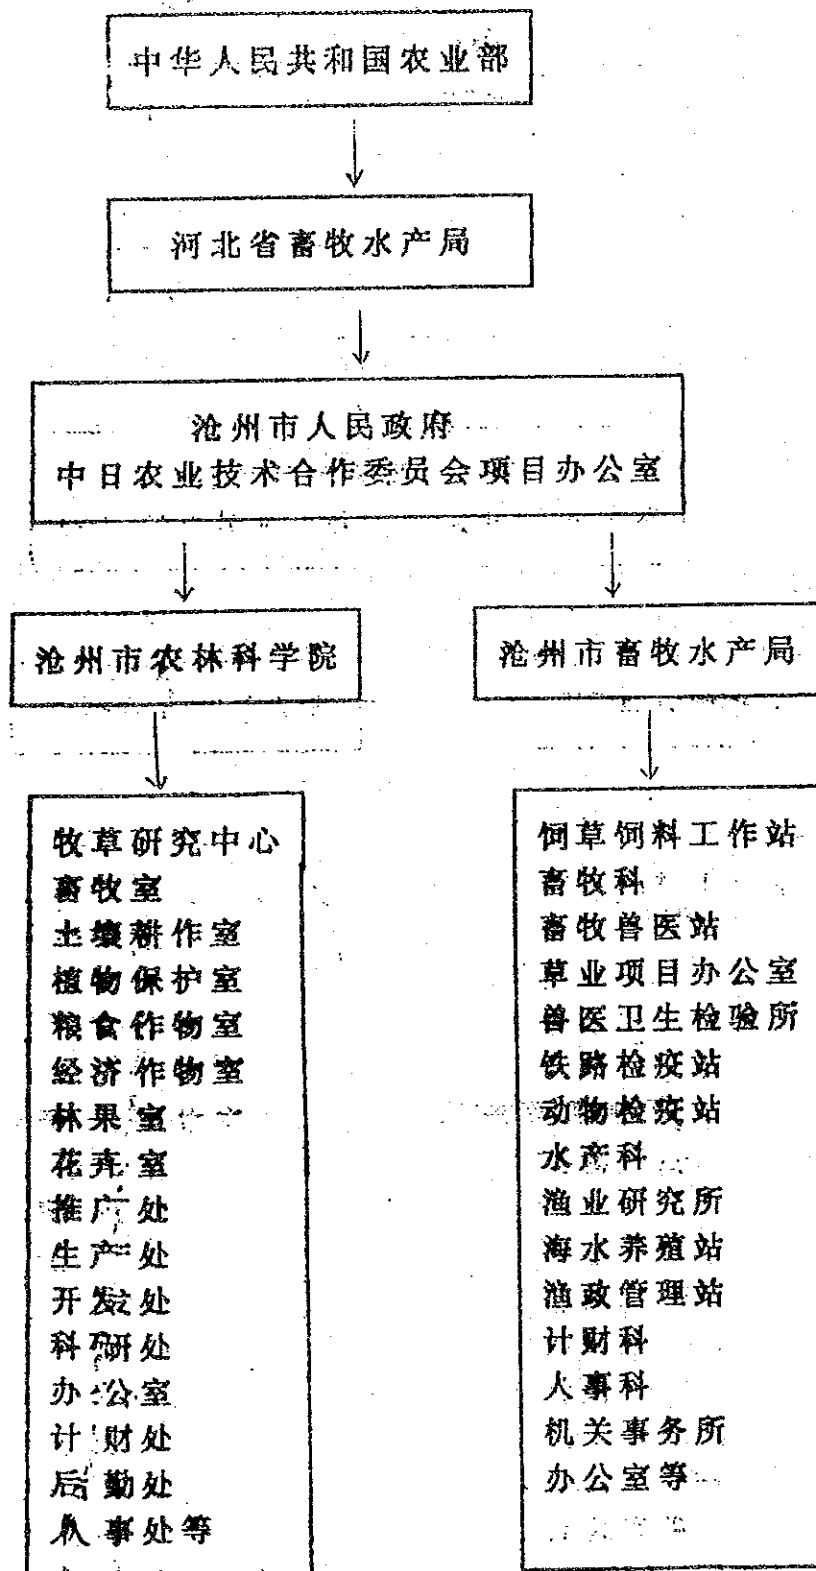 中华人民共和国农业部
河北省畜牧水产局
沧州市人民政府
中日农业技术合作委员会项目办公室
沧州市农林科学院
沧州市畜牧水产局
牧草研究中心
畜牧室
土壤耕作室
植物保护室
粮食作物室
经济作物室
林果室
花卉室
推广处
生产处
开发处
科研处
办公室
计财处
后勤处
人事处等
饲草饲料工作站
畜牧科
畜牧兽医站
草业项目办公室
兽医卫生检验所
铁路检疫站
动物检疫站
水产科
渔业研究所
海水养殖站
渔政管理站
计财科
人事科
机关事务所
办公室等